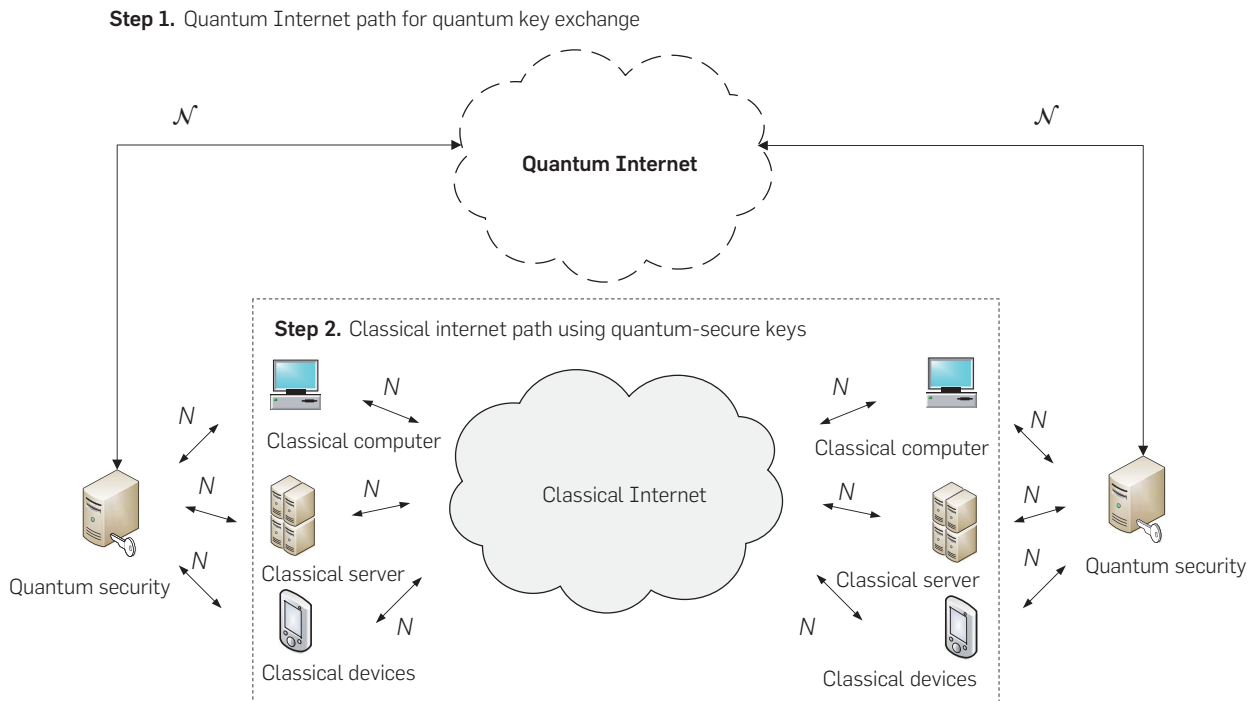 Step 1. Quantum Internet path for quantum key exchange
𝒩
𝒩
Quantum Internet
Step 2. Classical internet path using quantum-secure keys
N
N
N
N
Classical computer
Classical computer
N
N
N
N
Classical Internet
Classical server
Classical server
Quantum security
Quantum security
N
N
N
N
Classical devices
Classical devices